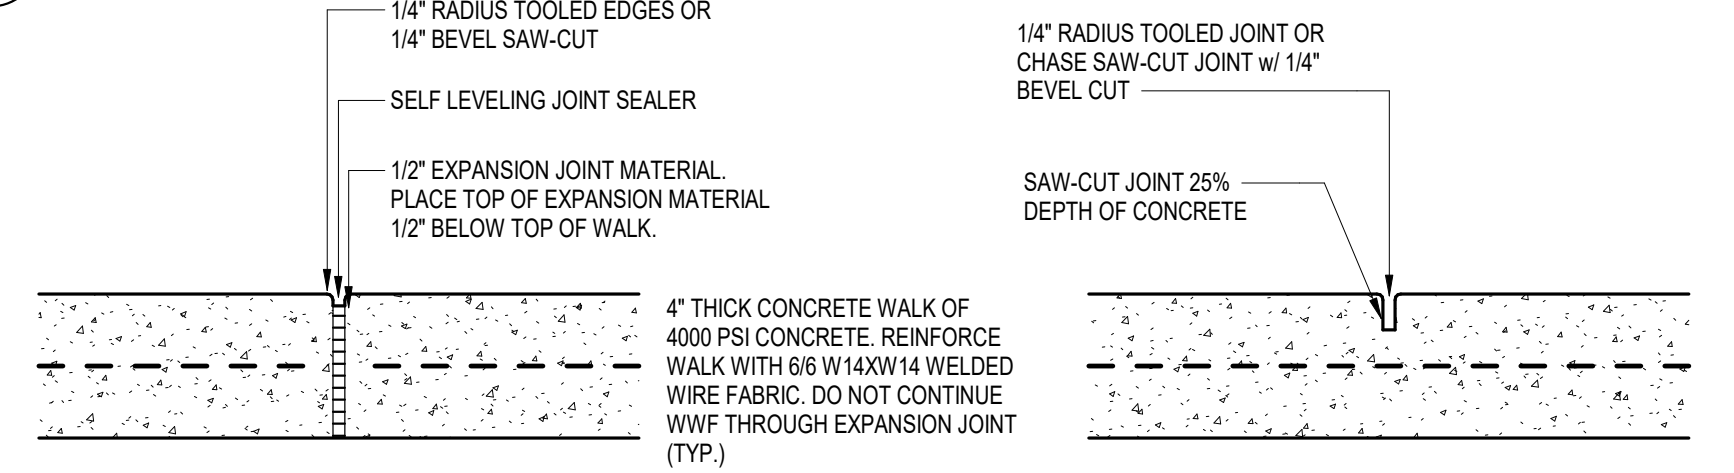 1/4" RADIUS TOOLED EDGES OR
1/4" BEVEL SAW-CUT
SELF LEVELING JOINT SEALER
1/2" EXPANSION JOINT MATERIAL.
PLACE TOP OF EXPANSION MATERIAL
1/2" BELOW TOP OF WALK.
4" THICK CONCRETE WALK OF
4000 PSI CONCRETE. REINFORCE
WALK WITH 6/6 W14XW14 WELDED
WIRE FABRIC. DO NOT CONTINUE
WWF THROUGH EXPANSION JOINT
(TYP.)
1/4" RADIUS TOOLED JOINT OR
CHASE SAW-CUT JOINT w/ 1/4"
BEVEL CUT
SAW-CUT JOINT 25%
DEPTH OF CONCRETE